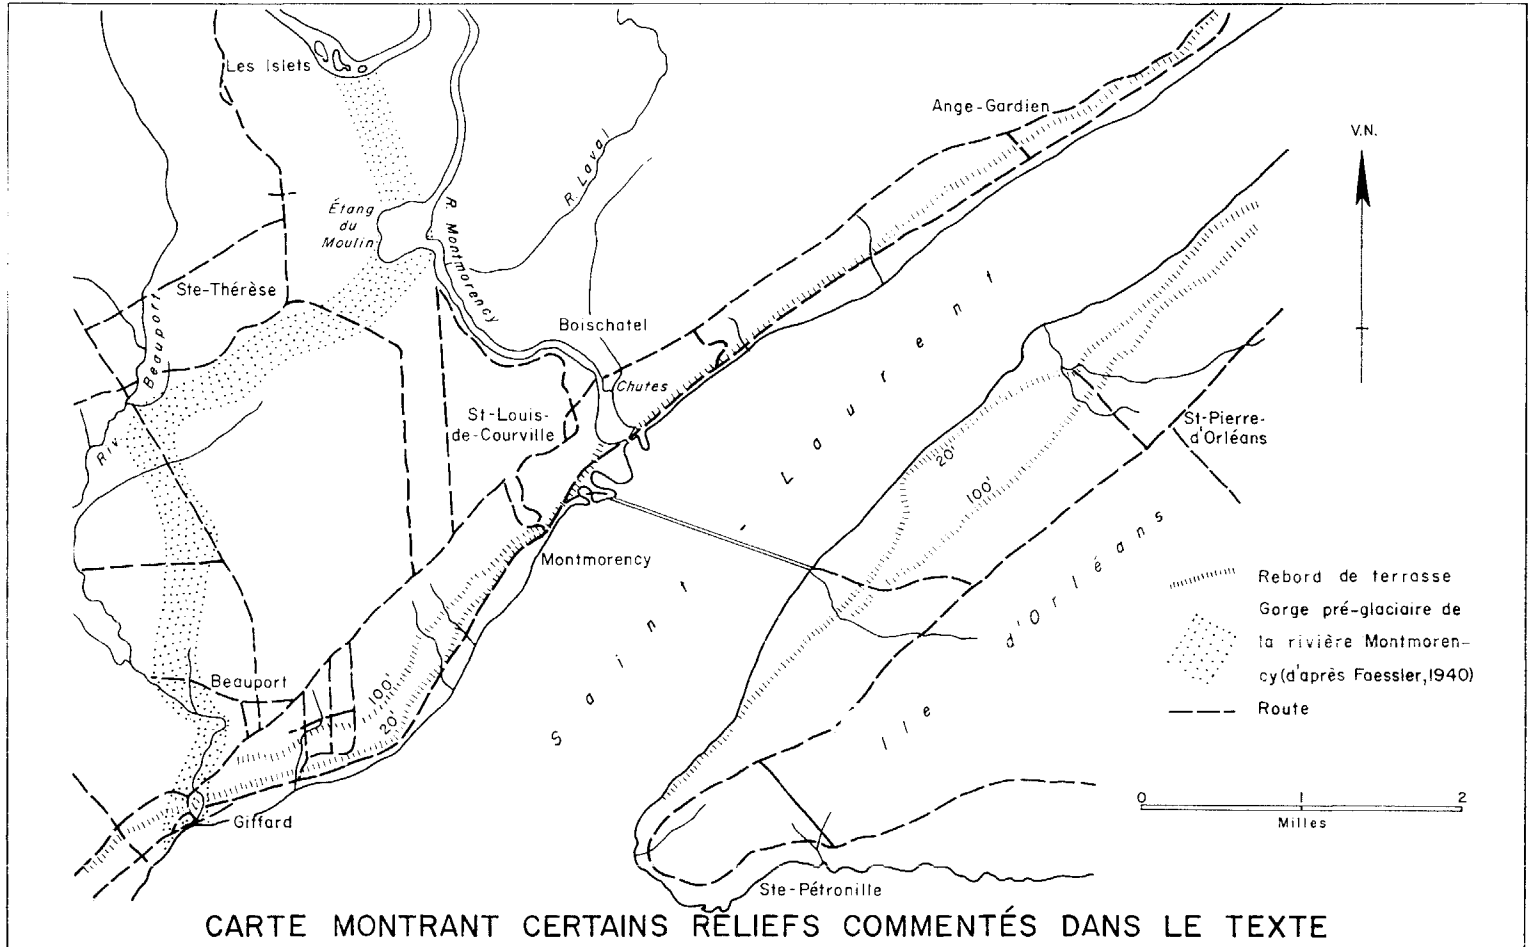 Les Islets
Ange-Gardien
V.N.
R. Laval
Étang
du
Moulin
R. Montmorency
Ste-Thérèse
Boischatel
Riv. Beauport
Chutes
St-Louis-
de-Courville
St-Pierre-
d'Orléans
20'
100'
Saint-Laurent
Montmorency
Ile d'Orléans
Rebord de terrasse
Gorge pré-glaciaire de
la rivière Montmoren-
cy (d'après Faessler, 1940)
Route
Beauport
100'
20'
0 1 2
Milles
Giffard
Ste-Pétronille
CARTE MONTRANT CERTAINS RELIEFS COMMENTÉS DANS LE TEXTE